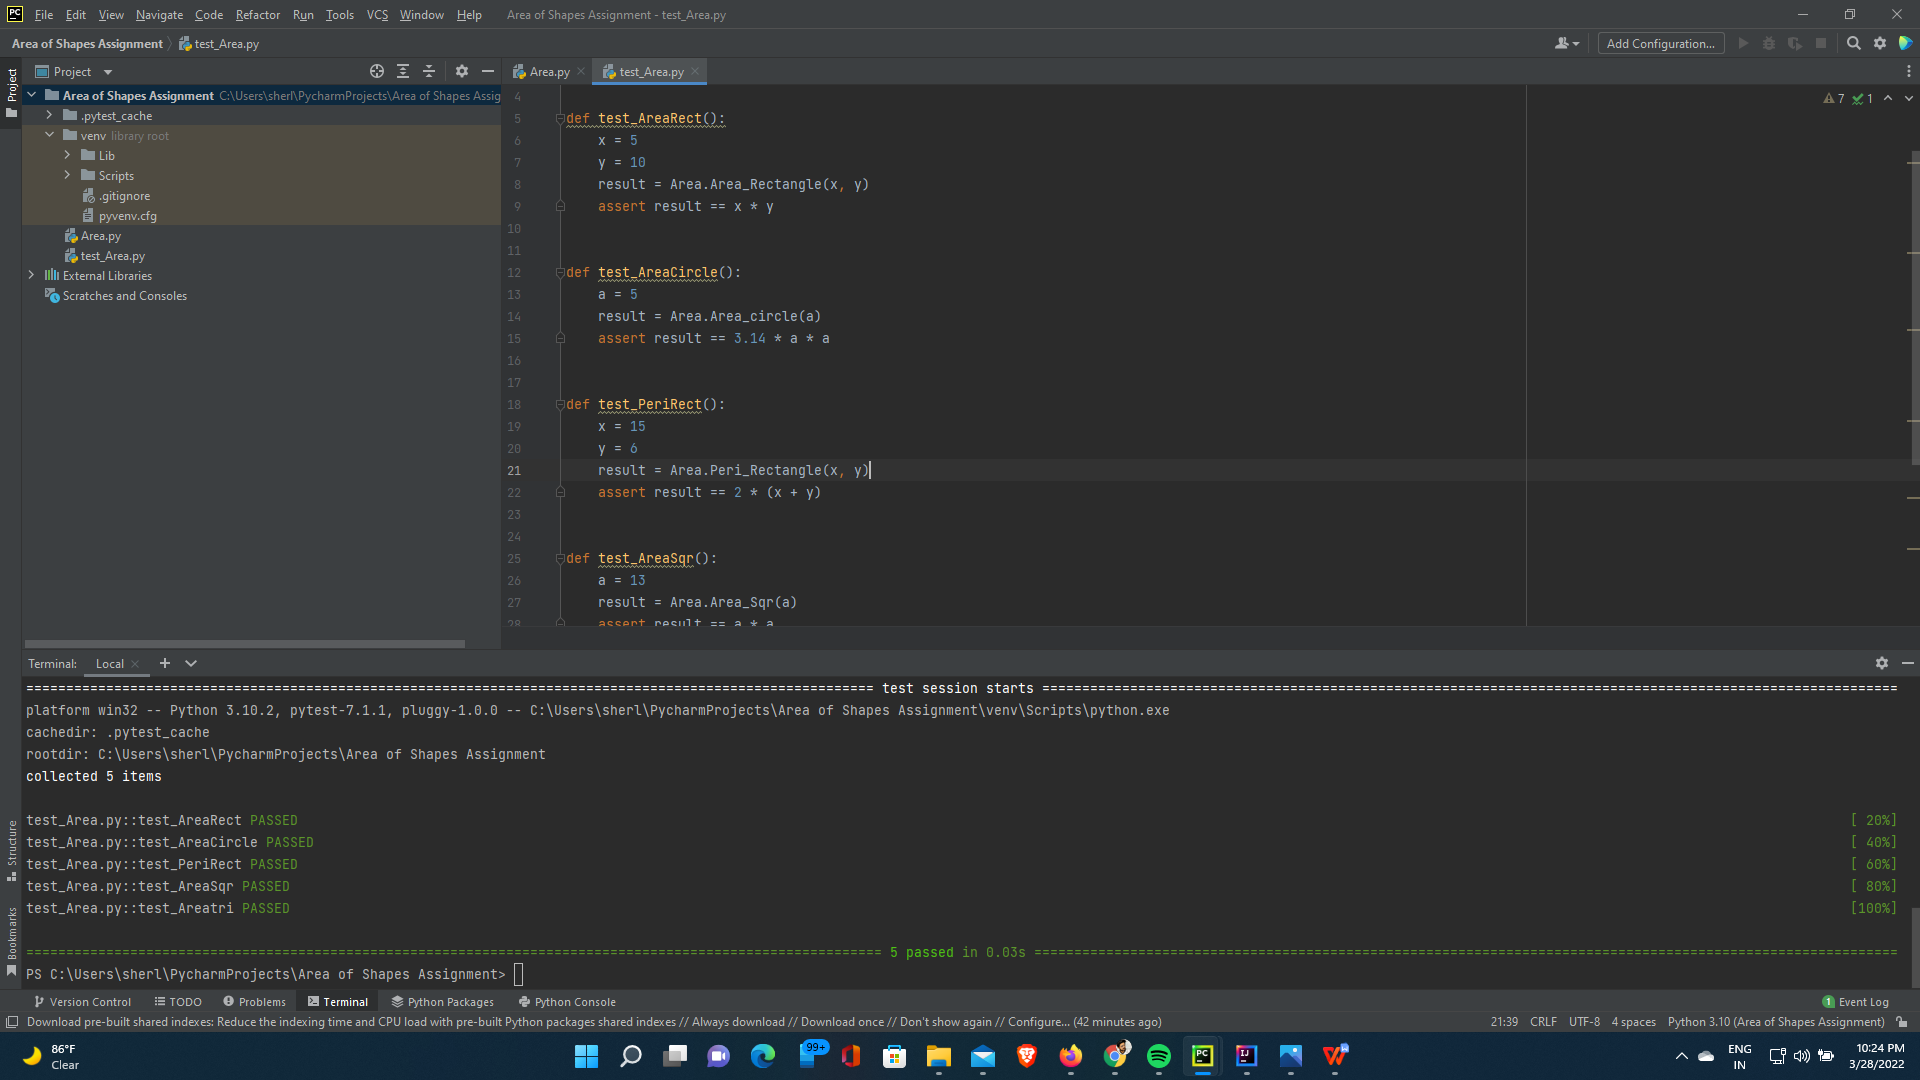 PC File Edit View Navigate Code Refactor Run Tools VCS Window Help Area of Shapes Assignment - test_Area.py
Area of Shapes Assignment test_Area.py Add Configuration...
Project
Project
Area.py test_Area.py
Area of Shapes Assignment C:\Users\sherl\PycharmProjects\Area of Shapes Assig
.pytest_cache
venv library root
Lib
Scripts
.gitignore
pyvenv.cfg
Area.py
test_Area.py
External Libraries
Scratches and Consoles
7 1
4
5 def test_AreaRect():
6 x = 5
7 y = 10
8 result = Area.Area_Rectangle(x, y)
9 assert result == x * y
10
11
12 def test_AreaCircle():
13 a = 5
14 result = Area.Area_circle(a)
15 assert result == 3.14 * a * a
16
17
18 def test_PeriRect():
19 x = 15
20 y = 6
21 result = Area.Peri_Rectangle(x, y)
22 assert result == 2 * (x + y)
23
24
25 def test_AreaSqr():
26 a = 13
27 result = Area.Area_Sqr(a)
28 assert result == a * a
Terminal: Local
========================================================================================================== test session starts ===========================================================================================================
platform win32 -- Python 3.10.2, pytest-7.1.1, pluggy-1.0.0 -- C:\Users\sherl\PycharmProjects\Area of Shapes Assignment\venv\Scripts\python.exe
cachedir: .pytest_cache
rootdir: C:\Users\sherl\PycharmProjects\Area of Shapes Assignment
collected 5 items
test_Area.py::test_AreaRect PASSED [ 20%]
test_Area.py::test_AreaCircle PASSED [ 40%]
test_Area.py::test_PeriRect PASSED [ 60%]
test_Area.py::test_AreaSqr PASSED [ 80%]
test_Area.py::test_Areatri PASSED [100%]
=========================================================================================================== 5 passed in 0.03s ============================================================================================================
PS C:\Users\sherl\PycharmProjects\Area of Shapes Assignment>
Structure
Bookmarks
Version Control TODO Problems Terminal Python Packages Python Console 1 Event Log
Download pre-built shared indexes: Reduce the indexing time and CPU load with pre-built Python packages shared indexes // Always download // Download once // Don't show again // Configure... (42 minutes ago) 21:39 CRLF UTF-8 4 spaces Python 3.10 (Area of Shapes Assignment)
86°F
Clear
99+
PC
IJ
W
ENG
IN
10:24 PM
3/28/2022